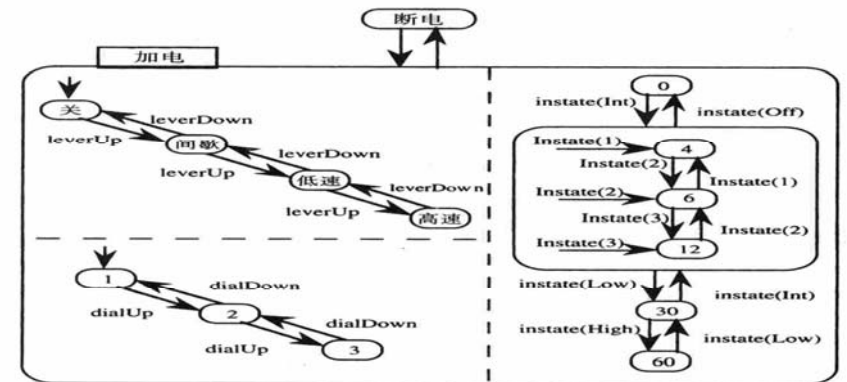 断电
加电
关
leverDown
leverUp
间歇
leverDown
leverUp
低速
leverDown
leverUp
高速
1
dialDown
dialUp
2
dialDown
dialUp
3
0
instate(Int)
instate(Off)
Instate(1)
4
Instate(2)
Instate(1)
Instate(2)
6
Instate(3)
Instate(2)
Instate(3)
12
instate(Low)
instate(Int)
30
instate(High)
instate(Low)
60